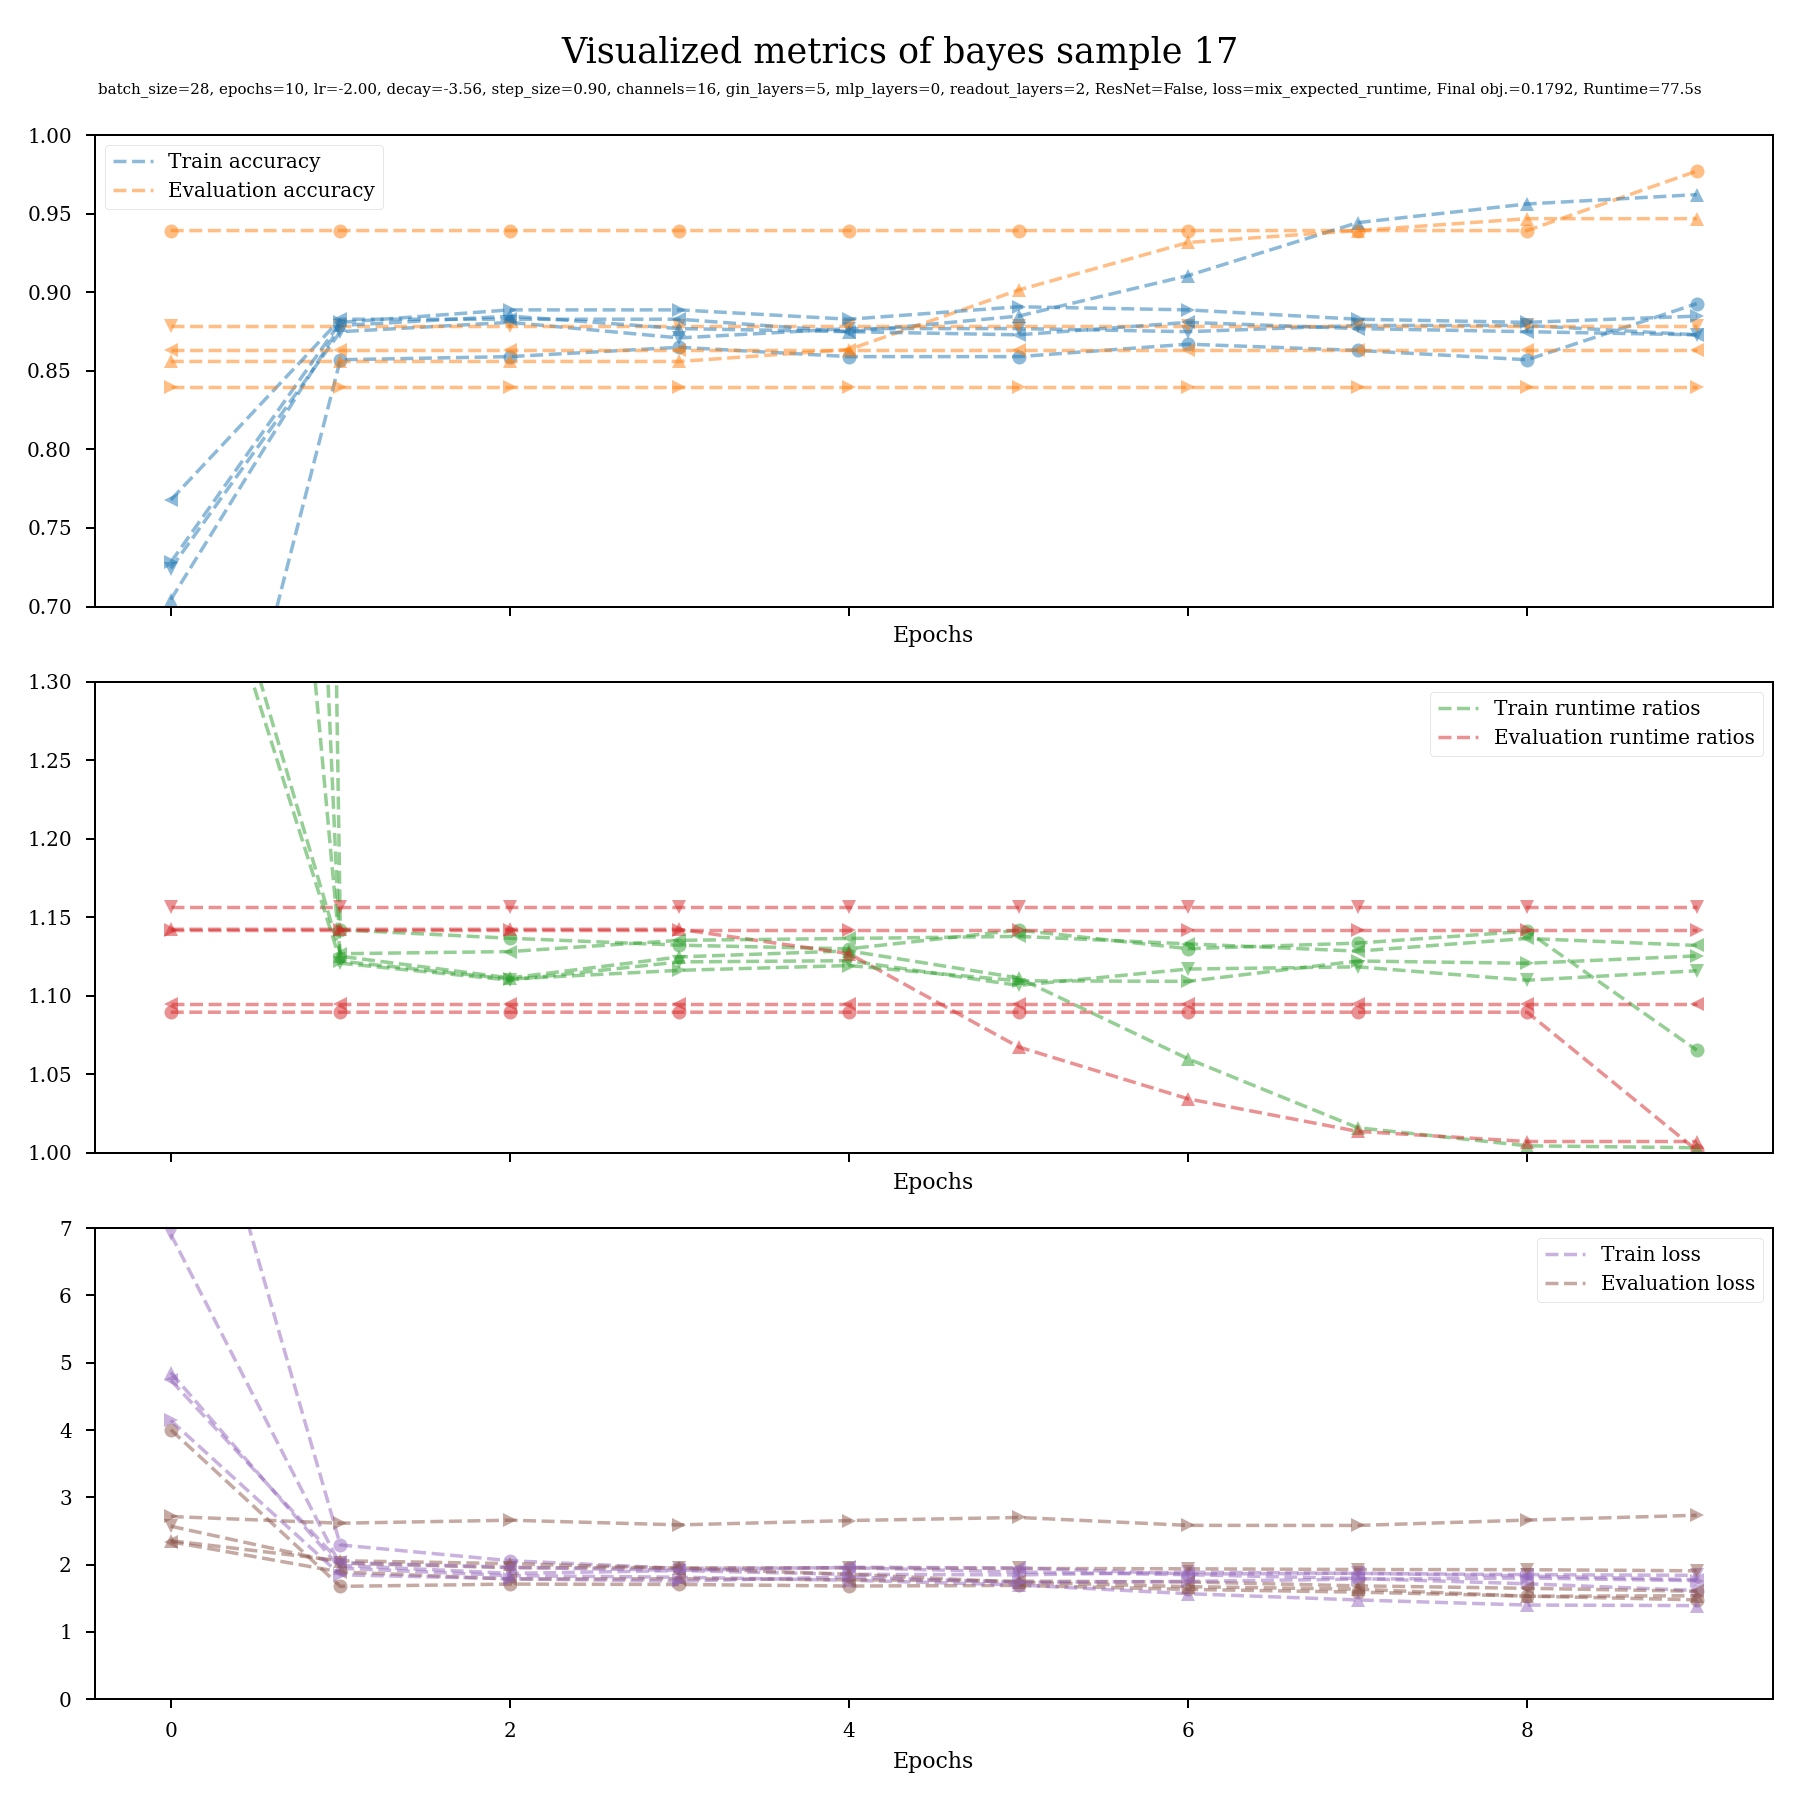 Visualized metrics of bayes sample 17
batch_size=28, epochs=10, lr=-2.00, decay=-3.56, step_size=0.90, channels=16, gin_layers=5, mlp_layers=0, readout_layers=2, ResNet=False, loss=mix_expected_runtime, Final obj.=0.1792, Runtime=77.5s
1.00
Train accuracy
Evaluation accuracy
0.95
0.90
0.85
0.80
0.75
0.70
Epochs
1.30
Train runtime ratios
Evaluation runtime ratios
1.25
1.20
1.15
1.10
1.05
1.00
Epochs
7
Train loss
Evaluation loss
6
5
4
3
2
1
0
0 2 4 6 8
Epochs